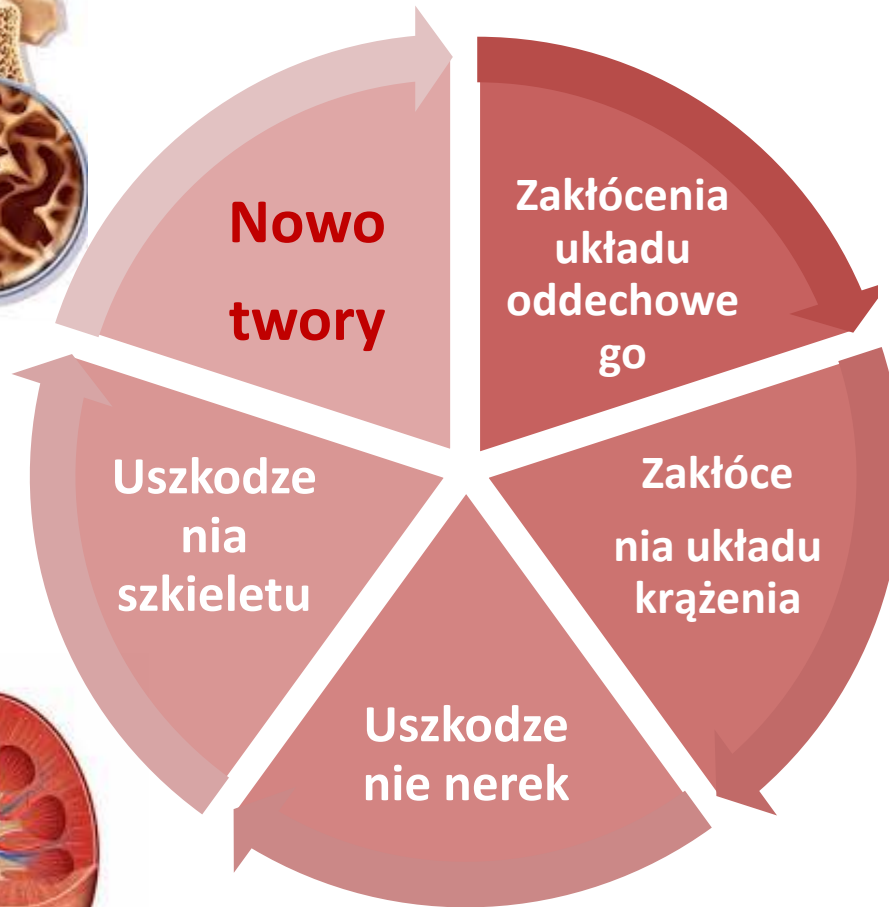 Nowo
twory
Zakłócenia
układu
oddechowe
go
Zakłóce
nia układu
krążenia
Uszkodze
nie nerek
Uszkodze
nia
szkieletu